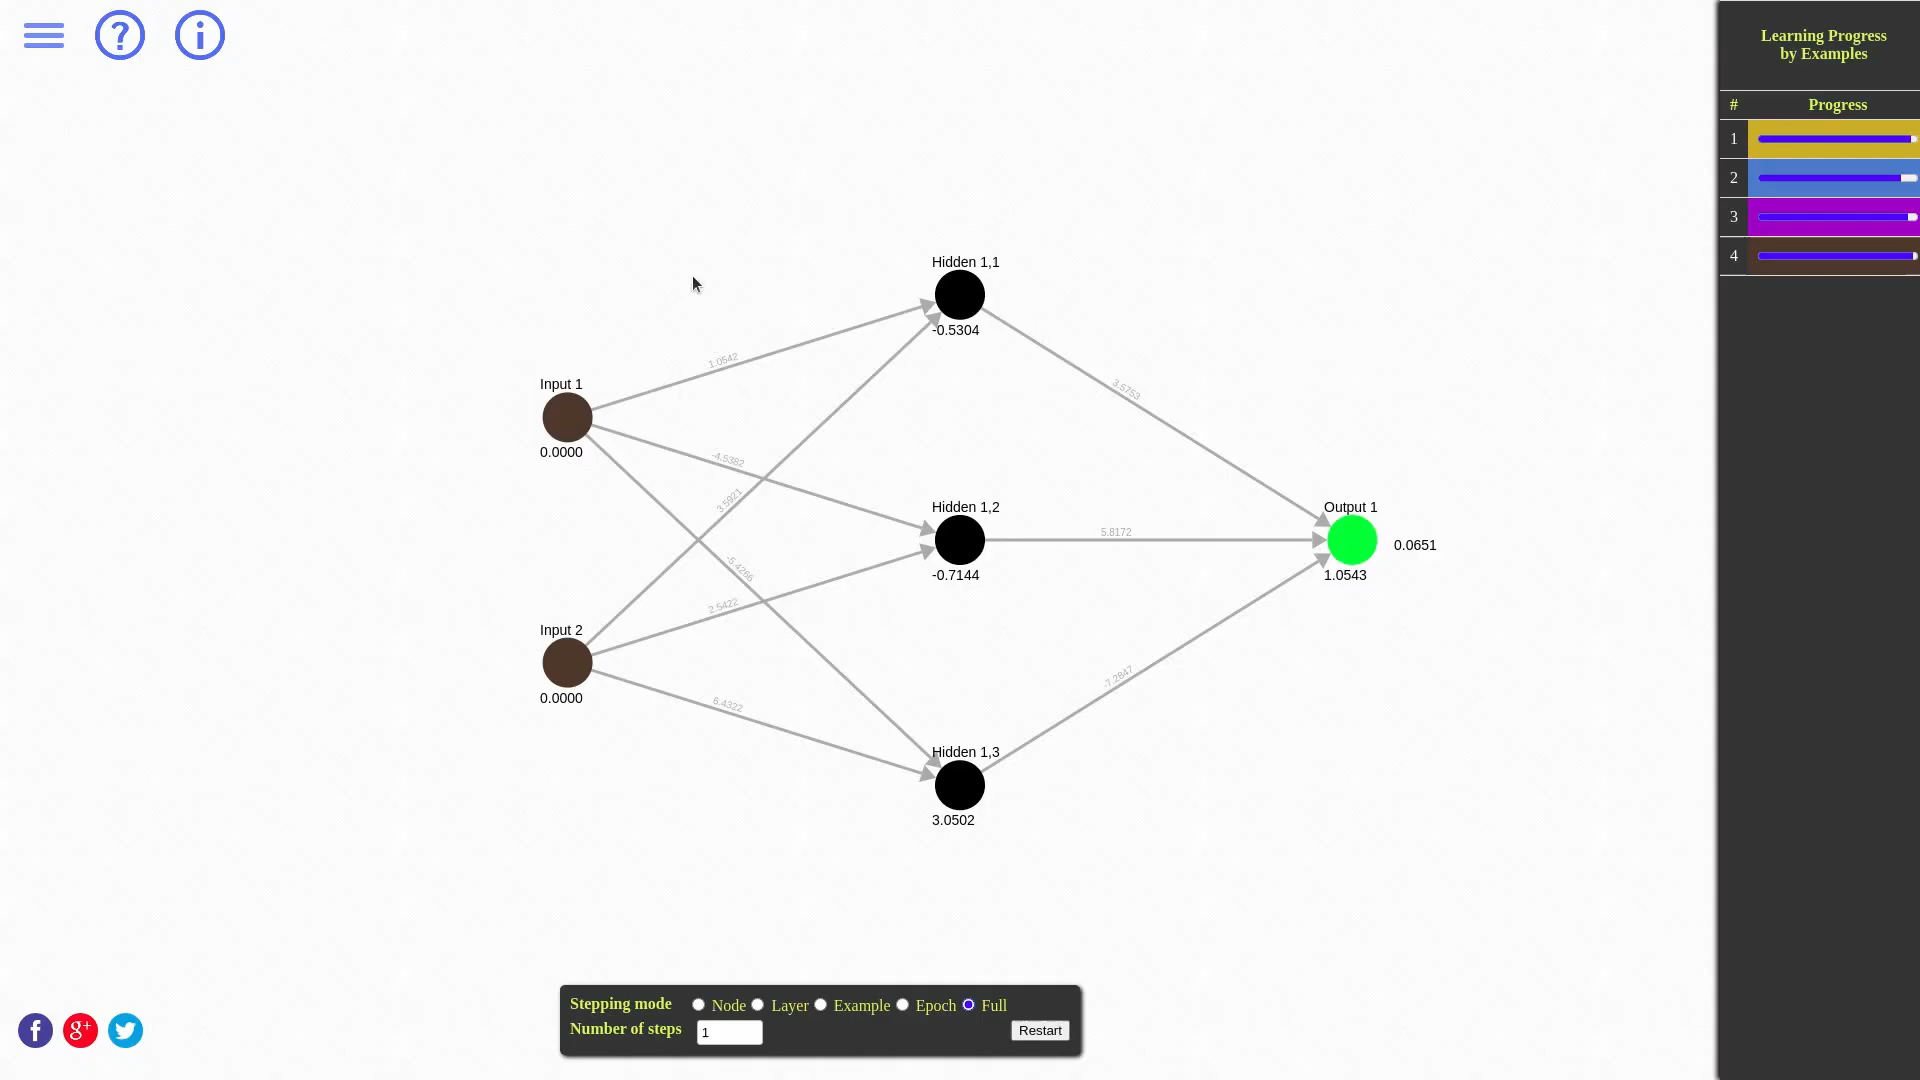 ?
i
Learning Progress
by Examples
# Progress
1
2
3
4
Hidden 1,1
-0.5304
1.0542
3.5753
Input 1
0.0000
-4.5382
3.5921
Hidden 1,2
-0.7144
5.8172
Output 1
1.0543
0.0651
-5.4266
2.5422
Input 2
0.0000
6.4322
-7.2847
Hidden 1,3
3.0502
Stepping mode Node Layer Example Epoch Full
Number of steps 1 Restart
f g+